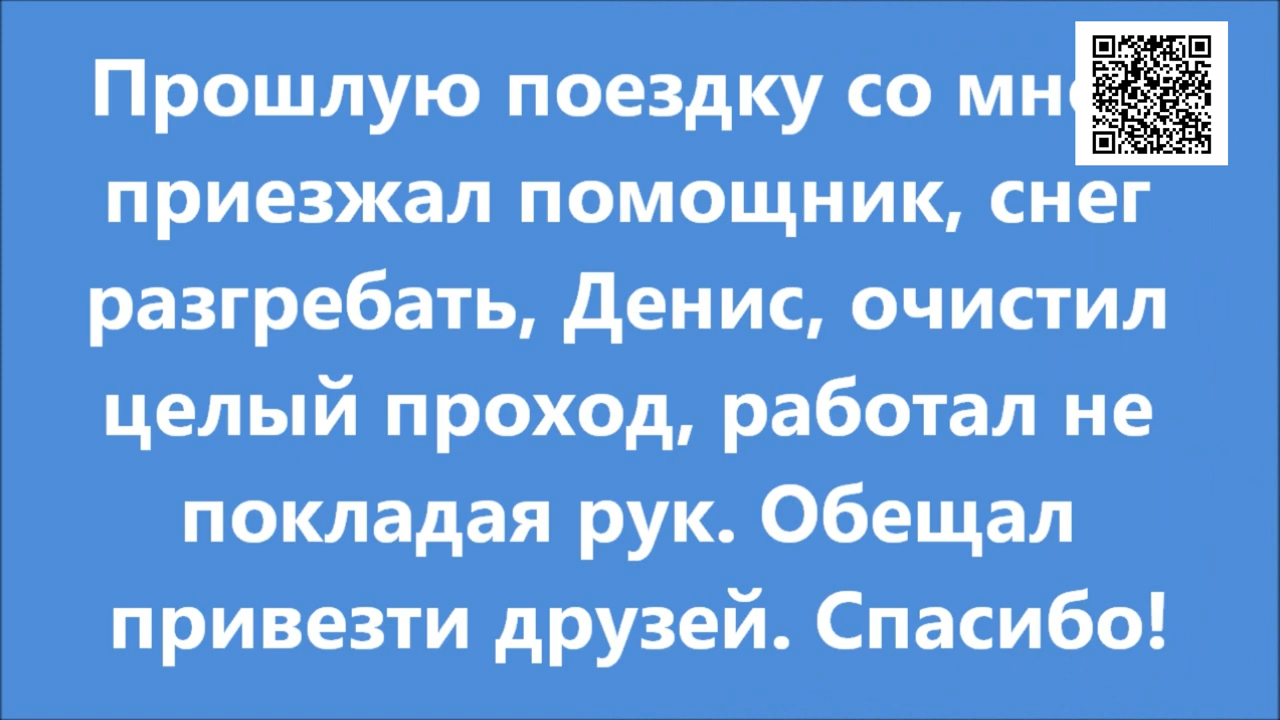 Прошлую поездку со
приезжал помощник, снег
разгребать, Денис, очистил
целый проход, работал не
покладая рук. Обещал
привезти друзей. Спасибо!